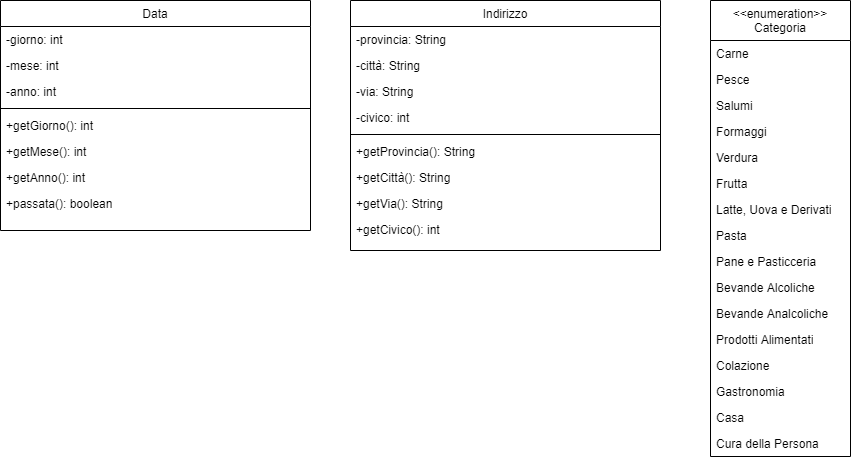 Data
-giorno: int
-mese: int
-anno: int
+getGiorno(): int
+getMese(): int
+getAnno(): int
+passata(): boolean
Indirizzo
-provincia: String
-città: String
-via: String
-civico: int
+getProvincia(): String
+getCittà(): String
+getVia(): String
+getCivico(): int
<<enumeration>>
Categoria
Carne
Pesce
Salumi
Formaggi
Verdura
Frutta
Latte, Uova e Derivati
Pasta
Pane e Pasticceria
Bevande Alcoliche
Bevande Analcoliche
Prodotti Alimentati
Colazione
Gastronomia
Casa
Cura della Persona